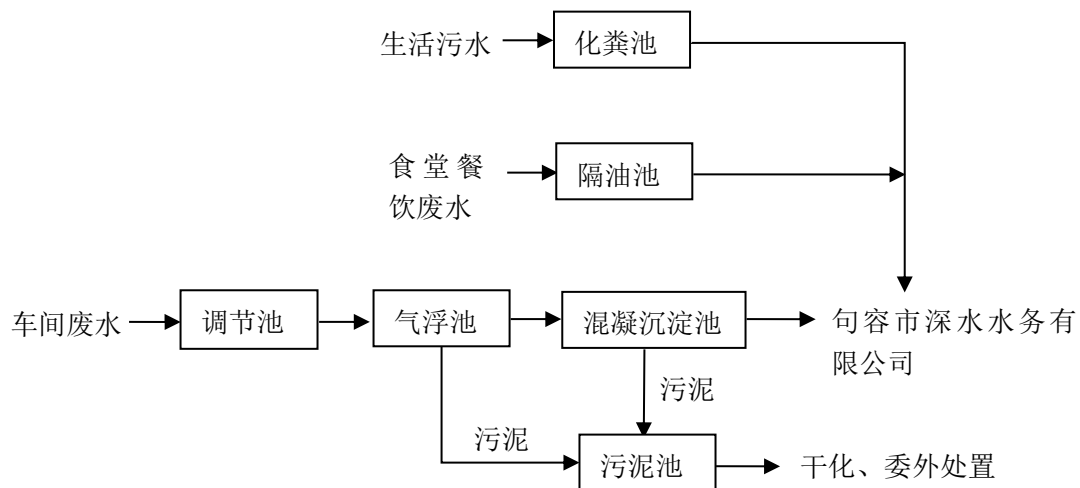 生活污水
化粪池
食堂餐
饮废水
隔油池
车间废水
调节池
气浮池
混凝沉淀池
句容市深水水务有
限公司
污泥
污泥
污泥池
干化、委外处置